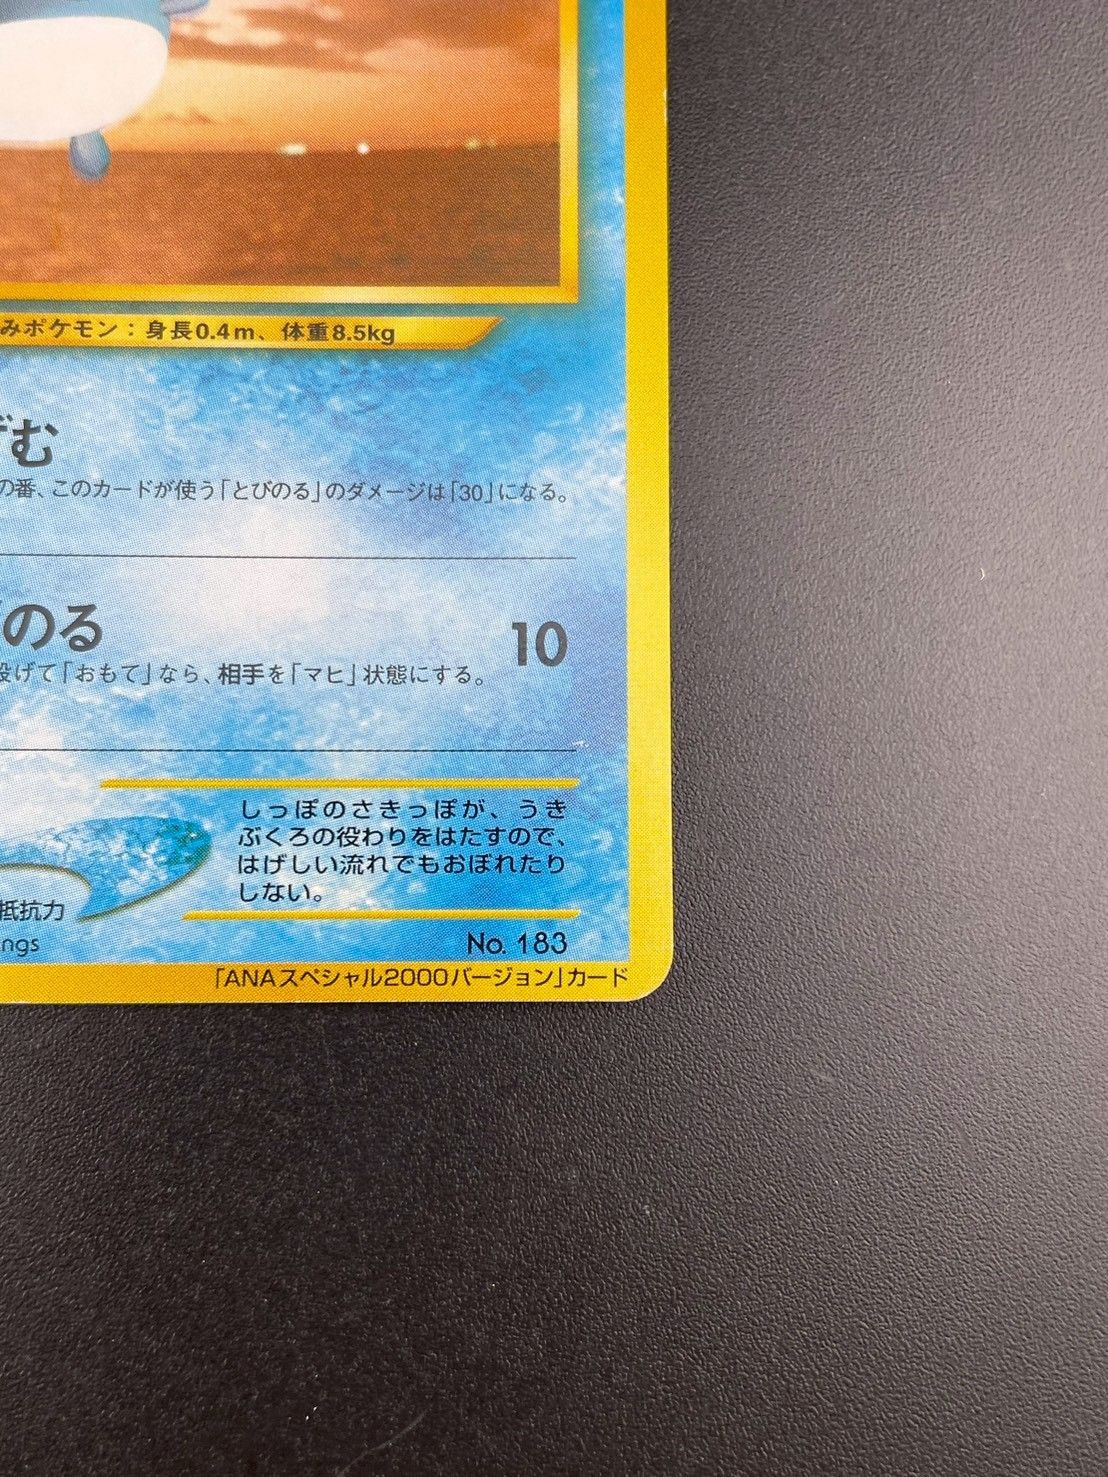 みポケモン：身長0.4m、体重8.5kg
む
の番、このカードが使う「とびのる」のダメージは「30」になる。
のる 10
投げて「おもて」なら、相手を「マヒ」状態にする。
しっぽのさきっぽが、うき
ぶくろの役わりをはたすので、
はげしい流れでもおぼれたり
しない。
抵抗力
ngs
No. 183
「ANAスペシャル2000バージョン」カード